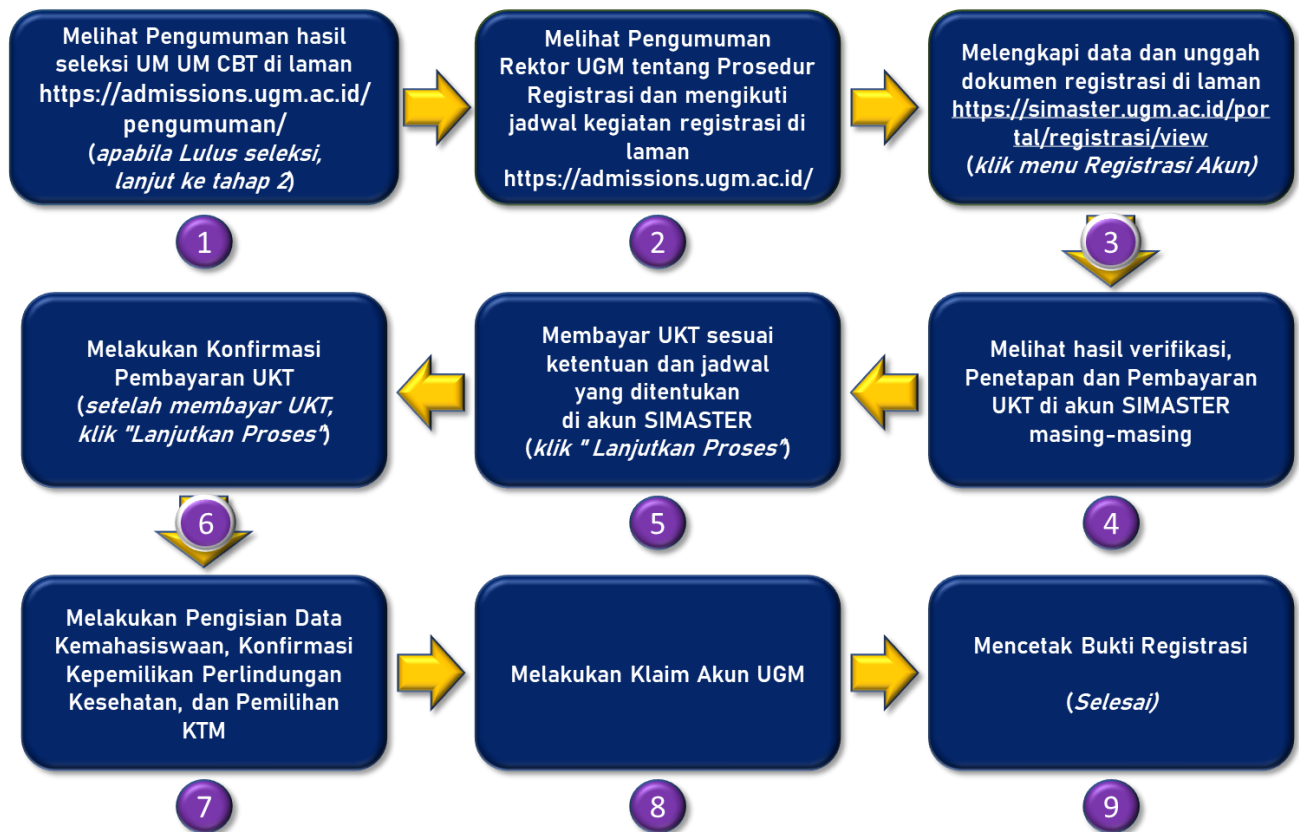 Melihat Pengumuman hasil
seleksi UM UM CBT di laman
https://admissions.ugm.ac.id/
pengumuman/
(apabila Lulus seleksi,
lanjut ke tahap 2)
1
Melihat Pengumuman
Rektor UGM tentang Prosedur
Registrasi dan mengikuti
jadwal kegiatan registrasi di
laman
https://admissions.ugm.ac.id/
2
Melengkapi data dan unggah
dokumen registrasi di laman
https://simaster.ugm.ac.id/por
tal/registrasi/view
(klik menu Registrasi Akun)
3
Melihat hasil verifikasi,
Penetapan dan Pembayaran
UKT di akun SIMASTER
masing-masing
4
Membayar UKT sesuai
ketentuan dan jadwal
yang ditentukan
di akun SIMASTER
(klik " Lanjutkan Proses")
5
Melakukan Konfirmasi
Pembayaran UKT
(setelah membayar UKT,
klik "Lanjutkan Proses")
6
Melakukan Pengisian Data
Kemahasiswaan, Konfirmasi
Kepemilikan Perlindungan
Kesehatan, dan Pemilihan
KTM
7
Melakukan Klaim Akun UGM
8
Mencetak Bukti Registrasi
(Selesai)
9